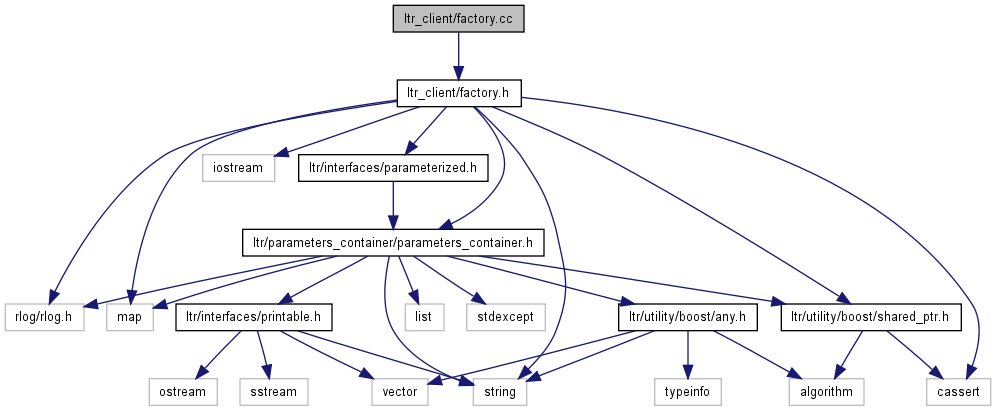 ltr_client/factory.cc
ltr_client/factory.h
iostream
ltr/interfaces/parameterized.h
ltr/parameters_container/parameters_container.h
rlog/rlog.h
map
ltr/interfaces/printable.h
list
stdexcept
ltr/utility/boost/any.h
ltr/utility/boost/shared_ptr.h
ostream
sstream
vector
string
typeinfo
algorithm
cassert